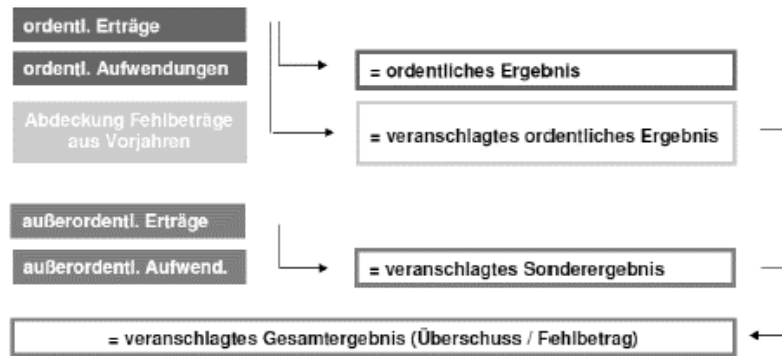 ordentl. Erträge
ordentl. Aufwendungen
= ordentliches Ergebnis
Abdeckung Fehlbeträge
aus Vorjahren
= veranschlagtes ordentliches Ergebnis
außerordentl. Erträge
außerordentl. Aufwend.
= veranschlagtes Sonderergebnis
= veranschlagtes Gesamtergebnis (Überschuss / Fehlbetrag)